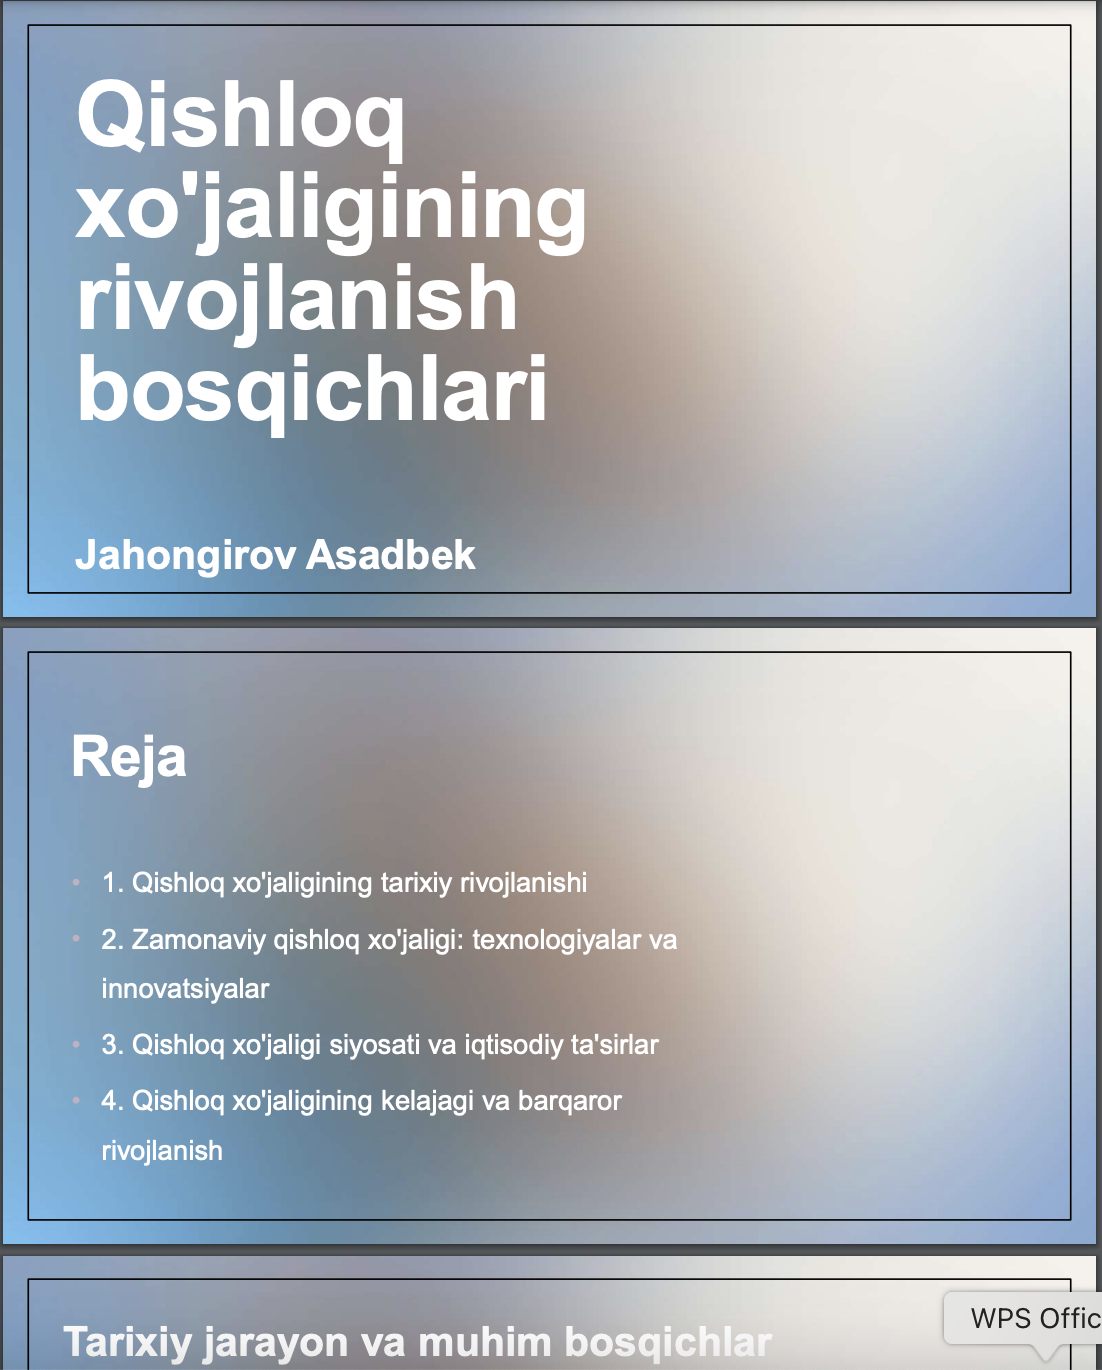 Qishloq
xo'jaligining
rivojlanish
bosqichlari
Jahongirov Asadbek
Reja
• 1. Qishloq xo'jaligining tarixiy rivojlanishi
• 2. Zamonaviy qishloq xo'jaligi: texnologiyalar va
innovatsiyalar
• 3. Qishloq xo'jaligi siyosati va iqtisodiy ta'sirlar
• 4. Qishloq xo'jaligining kelajagi va barqaror
rivojlanish
Tarixiy jarayon va muhim bosqichlar
WPS Offic